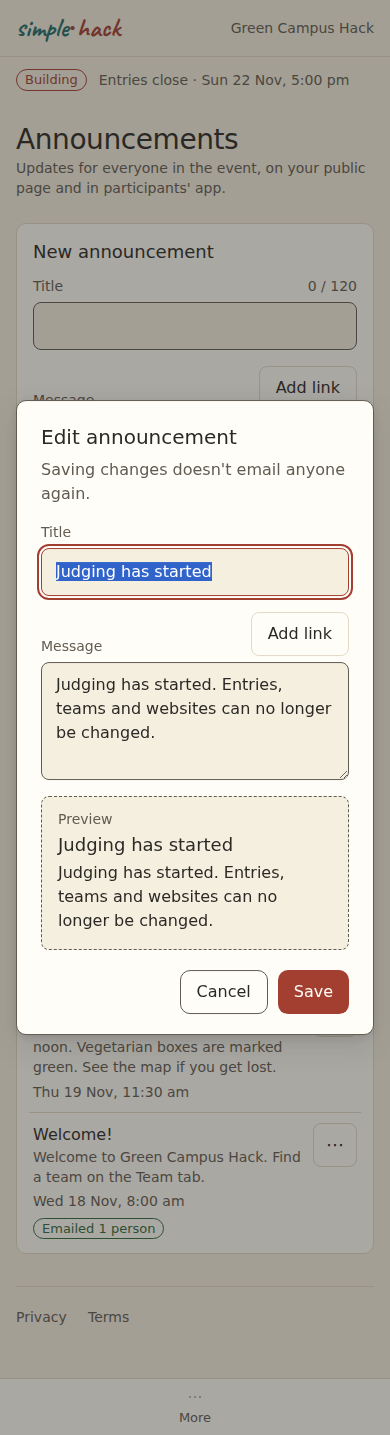 simple hack
Green Campus Hack
Building
Entries close · Sun 22 Nov, 5:00 pm
Announcements
Updates for everyone in the event, on your public
page and in participants' app.
New announcement
Title
0 / 120
Add link
Message
Edit announcement
Saving changes doesn't email anyone
again.
Title
Judging has started
Add link
Message
Judging has started. Entries,
teams and websites can no longer
be changed.
Preview
Judging has started
Judging has started. Entries,
teams and websites can no
longer be changed.
Cancel
Save
noon. Vegetarian boxes are marked
green. See the map if you get lost.
Thu 19 Nov, 11:30 am
Welcome!
Welcome to Green Campus Hack. Find
a team on the Team tab.
Wed 18 Nov, 8:00 am
Emailed 1 person
Privacy
Terms
More